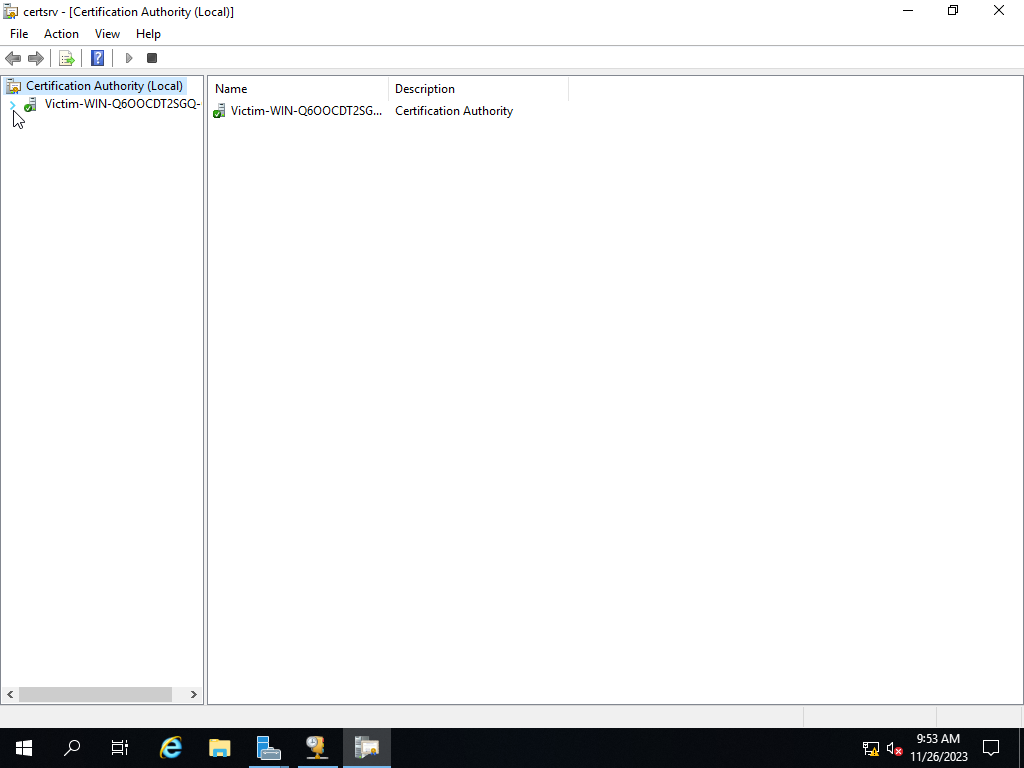 certsrv - [Certification Authority (Local)]
File Action View Help
Certification Authority (Local)
Victim-WIN-Q6OOCDT2SGQ-
Name Description
Victim-WIN-Q6OOCDT2SG... Certification Authority
9:53 AM
11/26/2023